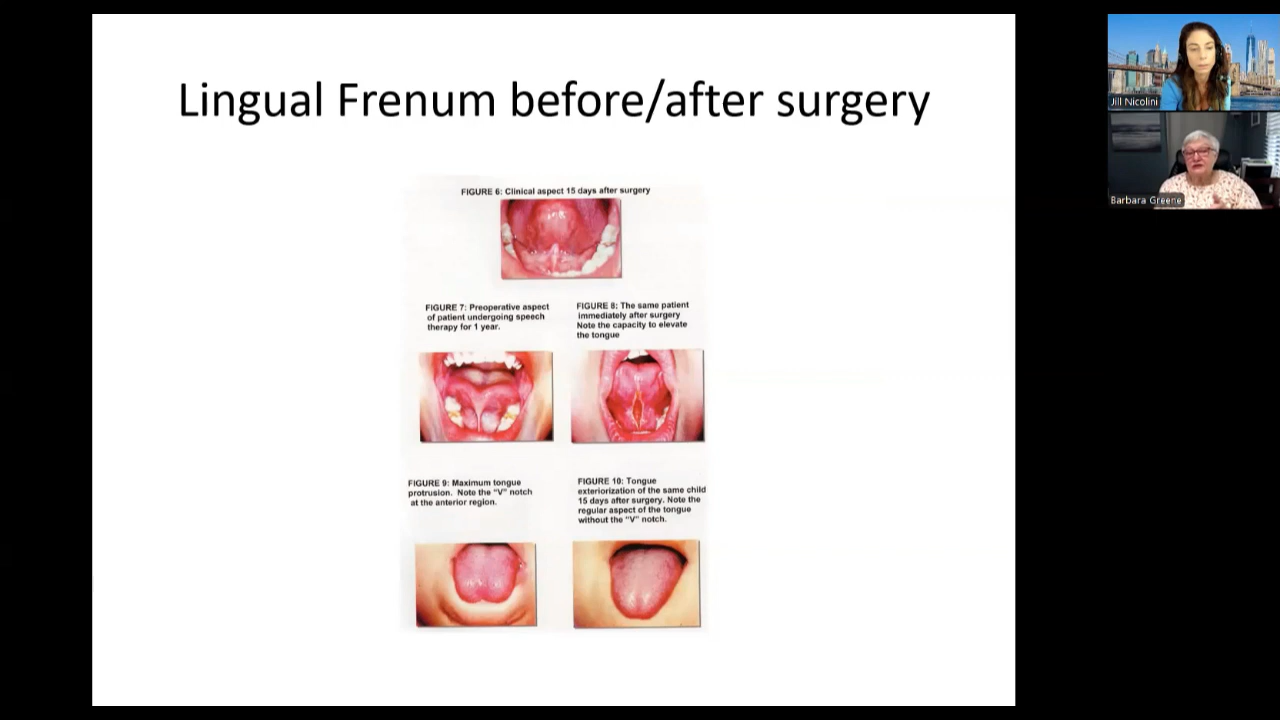 Lingual Frenum before/after surgery
FIGURE 6: Clinical aspect 15 days after surgery
FIGURE 7: Preoperative aspect
of patient undergoing speech
therapy for 1 year.
FIGURE 8: The same patient
immediately after surgery
Note the capacity to elevate
the tongue
FIGURE 9: Maximum tongue
protrusion. Note the "V" notch
at the anterior region.
FIGURE 10: Tongue
exteriorization of the same child
15 days after surgery. Note the
regular aspect of the tongue
without the "V" notch.
Jill Nicolini
Barbara Greene